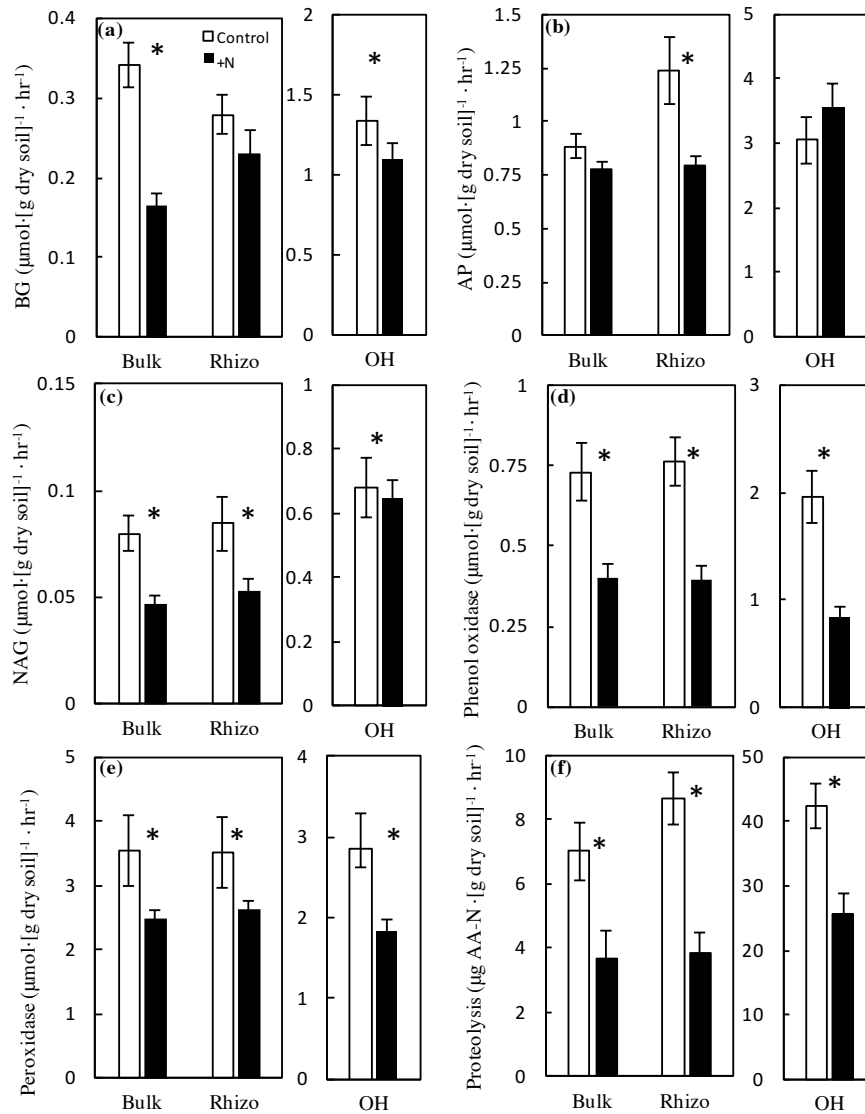 (a)
Control
+N
*
*
BG (µmol·[g dry soil]⁻¹ · hr⁻¹)
0.4
0.3
0.2
0.1
0
Bulk Rhizo
2
1.5
1
0.5
0
OH
(b)
*
AP (µmol·[g dry soil]⁻¹ · hr⁻¹)
1.5
1.25
1
0.75
0.5
0.25
0
Bulk Rhizo
5
4
3
2
1
0
OH
(c)
* *
*
NAG (µmol·[g dry soil]⁻¹ · hr⁻¹)
0.15
0.1
0.05
0
Bulk Rhizo
1
0.8
0.6
0.4
0.2
0
OH
(d)
* *
*
Phenol oxidase (µmol·[g dry soil]⁻¹ · hr⁻¹)
1
0.75
0.5
0.25
0
Bulk Rhizo
3
2
1
0
OH
(e)
* *
*
Peroxidase (µmol·[g dry soil]⁻¹ · hr⁻¹)
5
4
3
2
1
0
Bulk Rhizo
4
3
2
1
0
OH
(f)
* *
*
Proteolysis (µg AA-N ·[g dry soil]⁻¹ · hr⁻¹)
10
8
6
4
2
0
Bulk Rhizo
50
40
30
20
10
0
OH